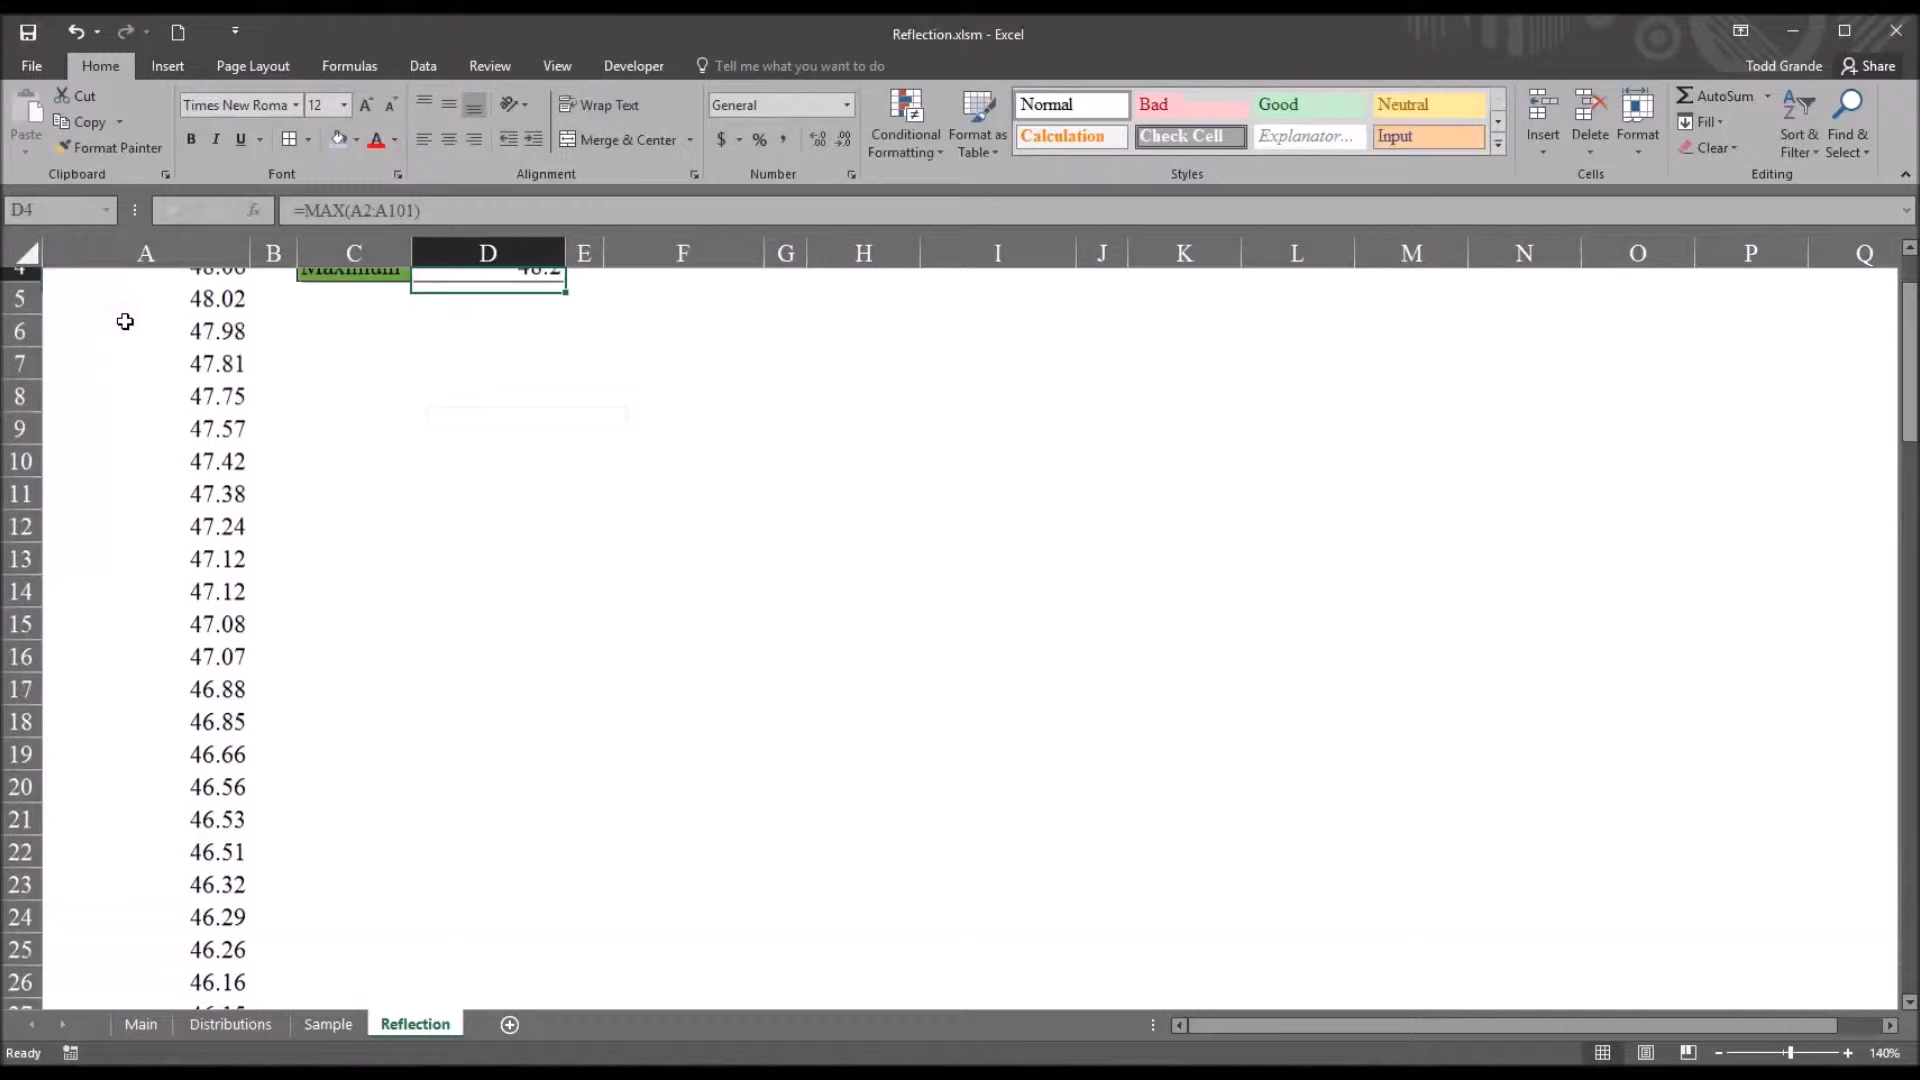 Reflection.xlsm - Excel
File Home Insert Page Layout Formulas Data Review View Developer Tell me what you want to do Todd Grande Share
Paste Cut Copy Format Painter Clipboard
Times New Roma 12 B I U A Font
Wrap Text Merge & Center Alignment
General $ % , Number
Conditional Formatting Format as Table
Normal Bad Good Neutral
Calculation Check Cell Explanator... Input
Styles
Insert Delete Format Cells
AutoSum Fill Clear Sort & Filter Find & Select Editing
D4 fx =MAX(A2:A101)
A B C D E F G H I J K L M N O P Q
4 48.06 Maximum 48.2
5 48.02
6 47.98
7 47.81
8 47.75
9 47.57
10 47.42
11 47.38
12 47.24
13 47.12
14 47.12
15 47.08
16 47.07
17 46.88
18 46.85
19 46.66
20 46.56
21 46.53
22 46.51
23 46.32
24 46.29
25 46.26
26 46.16
Main Distributions Sample Reflection
Ready 140%